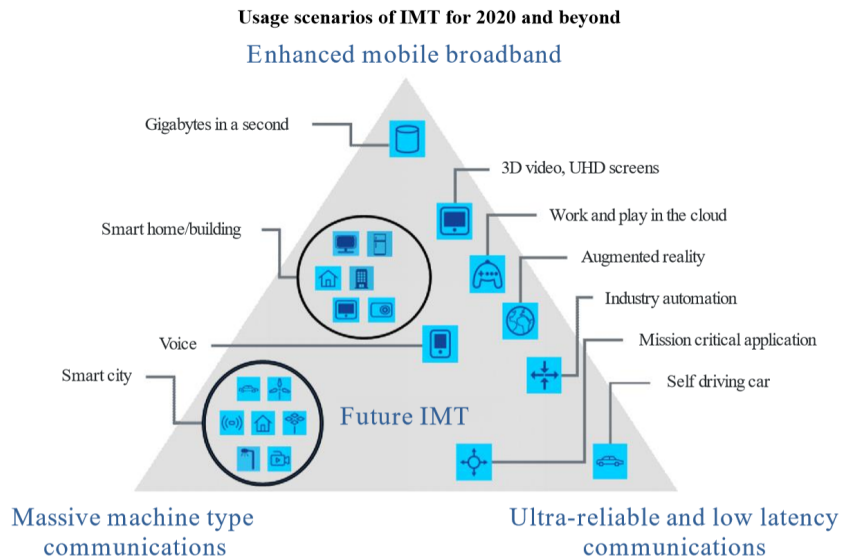 Usage scenarios of IMT for 2020 and beyond
Enhanced mobile broadband
Gigabytes in a second
3D video, UHD screens
Work and play in the cloud
Smart home/building
Augmented reality
Industry automation
Mission critical application
Voice
Smart city
Self driving car
Future IMT
Massive machine type
communications
Ultra-reliable and low latency
communications